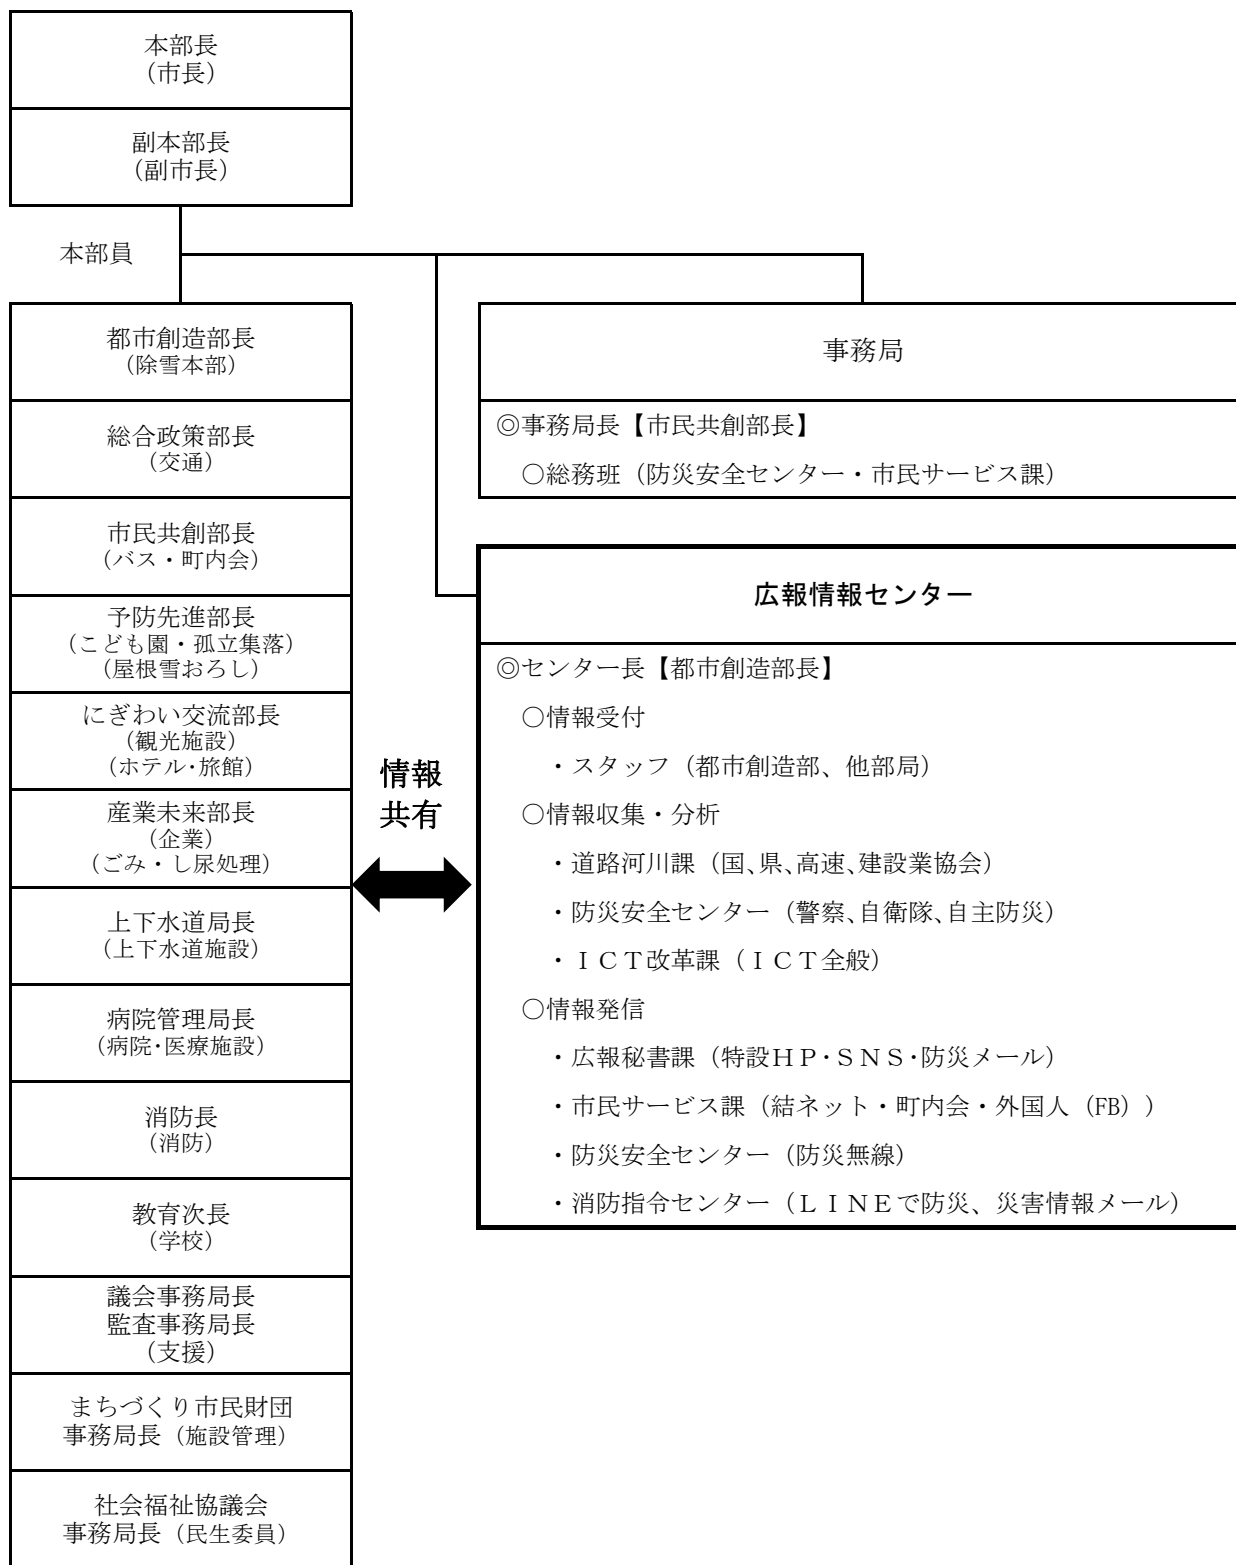 本部長
（市長）
副本部長
（副市長）
本部員
都市創造部長
（除雪本部）
総合政策部長
（交通）
市民共創部長
（バス・町内会）
予防先進部長
（こども園・孤立集落）
（屋根雪おろし）
にぎわい交流部長
（観光施設）
（ホテル・旅館）
産業未来部長
（企業）
（ごみ・し尿処理）
上下水道局長
（上下水道施設）
病院管理局長
（病院・医療施設）
消防長
（消防）
教育次長
（学校）
議会事務局長
監査事務局長
（支援）
まちづくり市民財団
事務局長（施設管理）
社会福祉協議会
事務局長（民生委員）
情報
共有
事務局
◎事務局長【市民共創部長】
○総務班（防災安全センター・市民サービス課）
広報情報センター
◎センター長【都市創造部長】
○情報受付
・スタッフ（都市創造部、他部局）
○情報収集・分析
・道路河川課（国、県、高速、建設業協会）
・防災安全センター（警察、自衛隊、自主防災）
・ＩＣＴ改革課（ＩＣＴ全般）
○情報発信
・広報秘書課（特設ＨＰ・ＳＮＳ・防災メール）
・市民サービス課（結ネット・町内会・外国人（FB））
・防災安全センター（防災無線）
・消防指令センター（ＬＩＮＥで防災、災害情報メール）